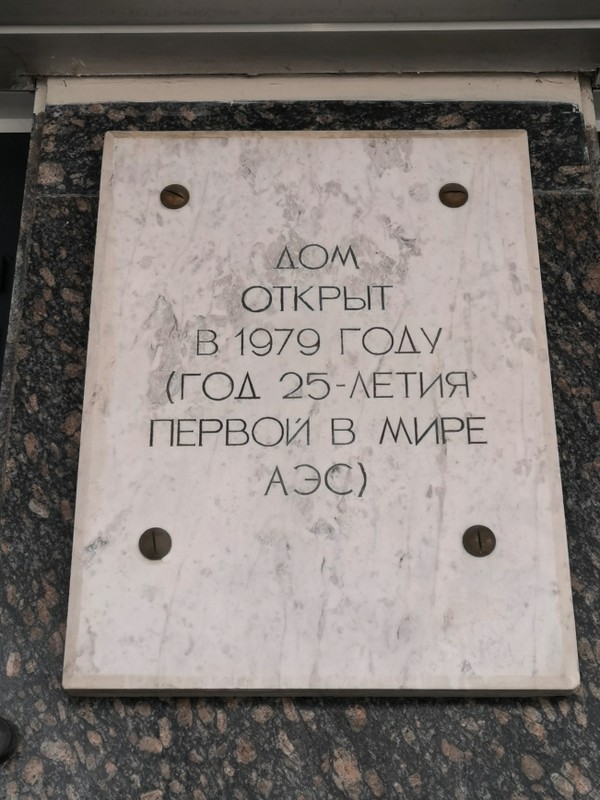 ДОМ
ОТКРЫТ
В 1979 ГОДУ
(ГОД 25-ЛЕТИЯ
ПЕРВОЙ В МИРЕ
АЭС)